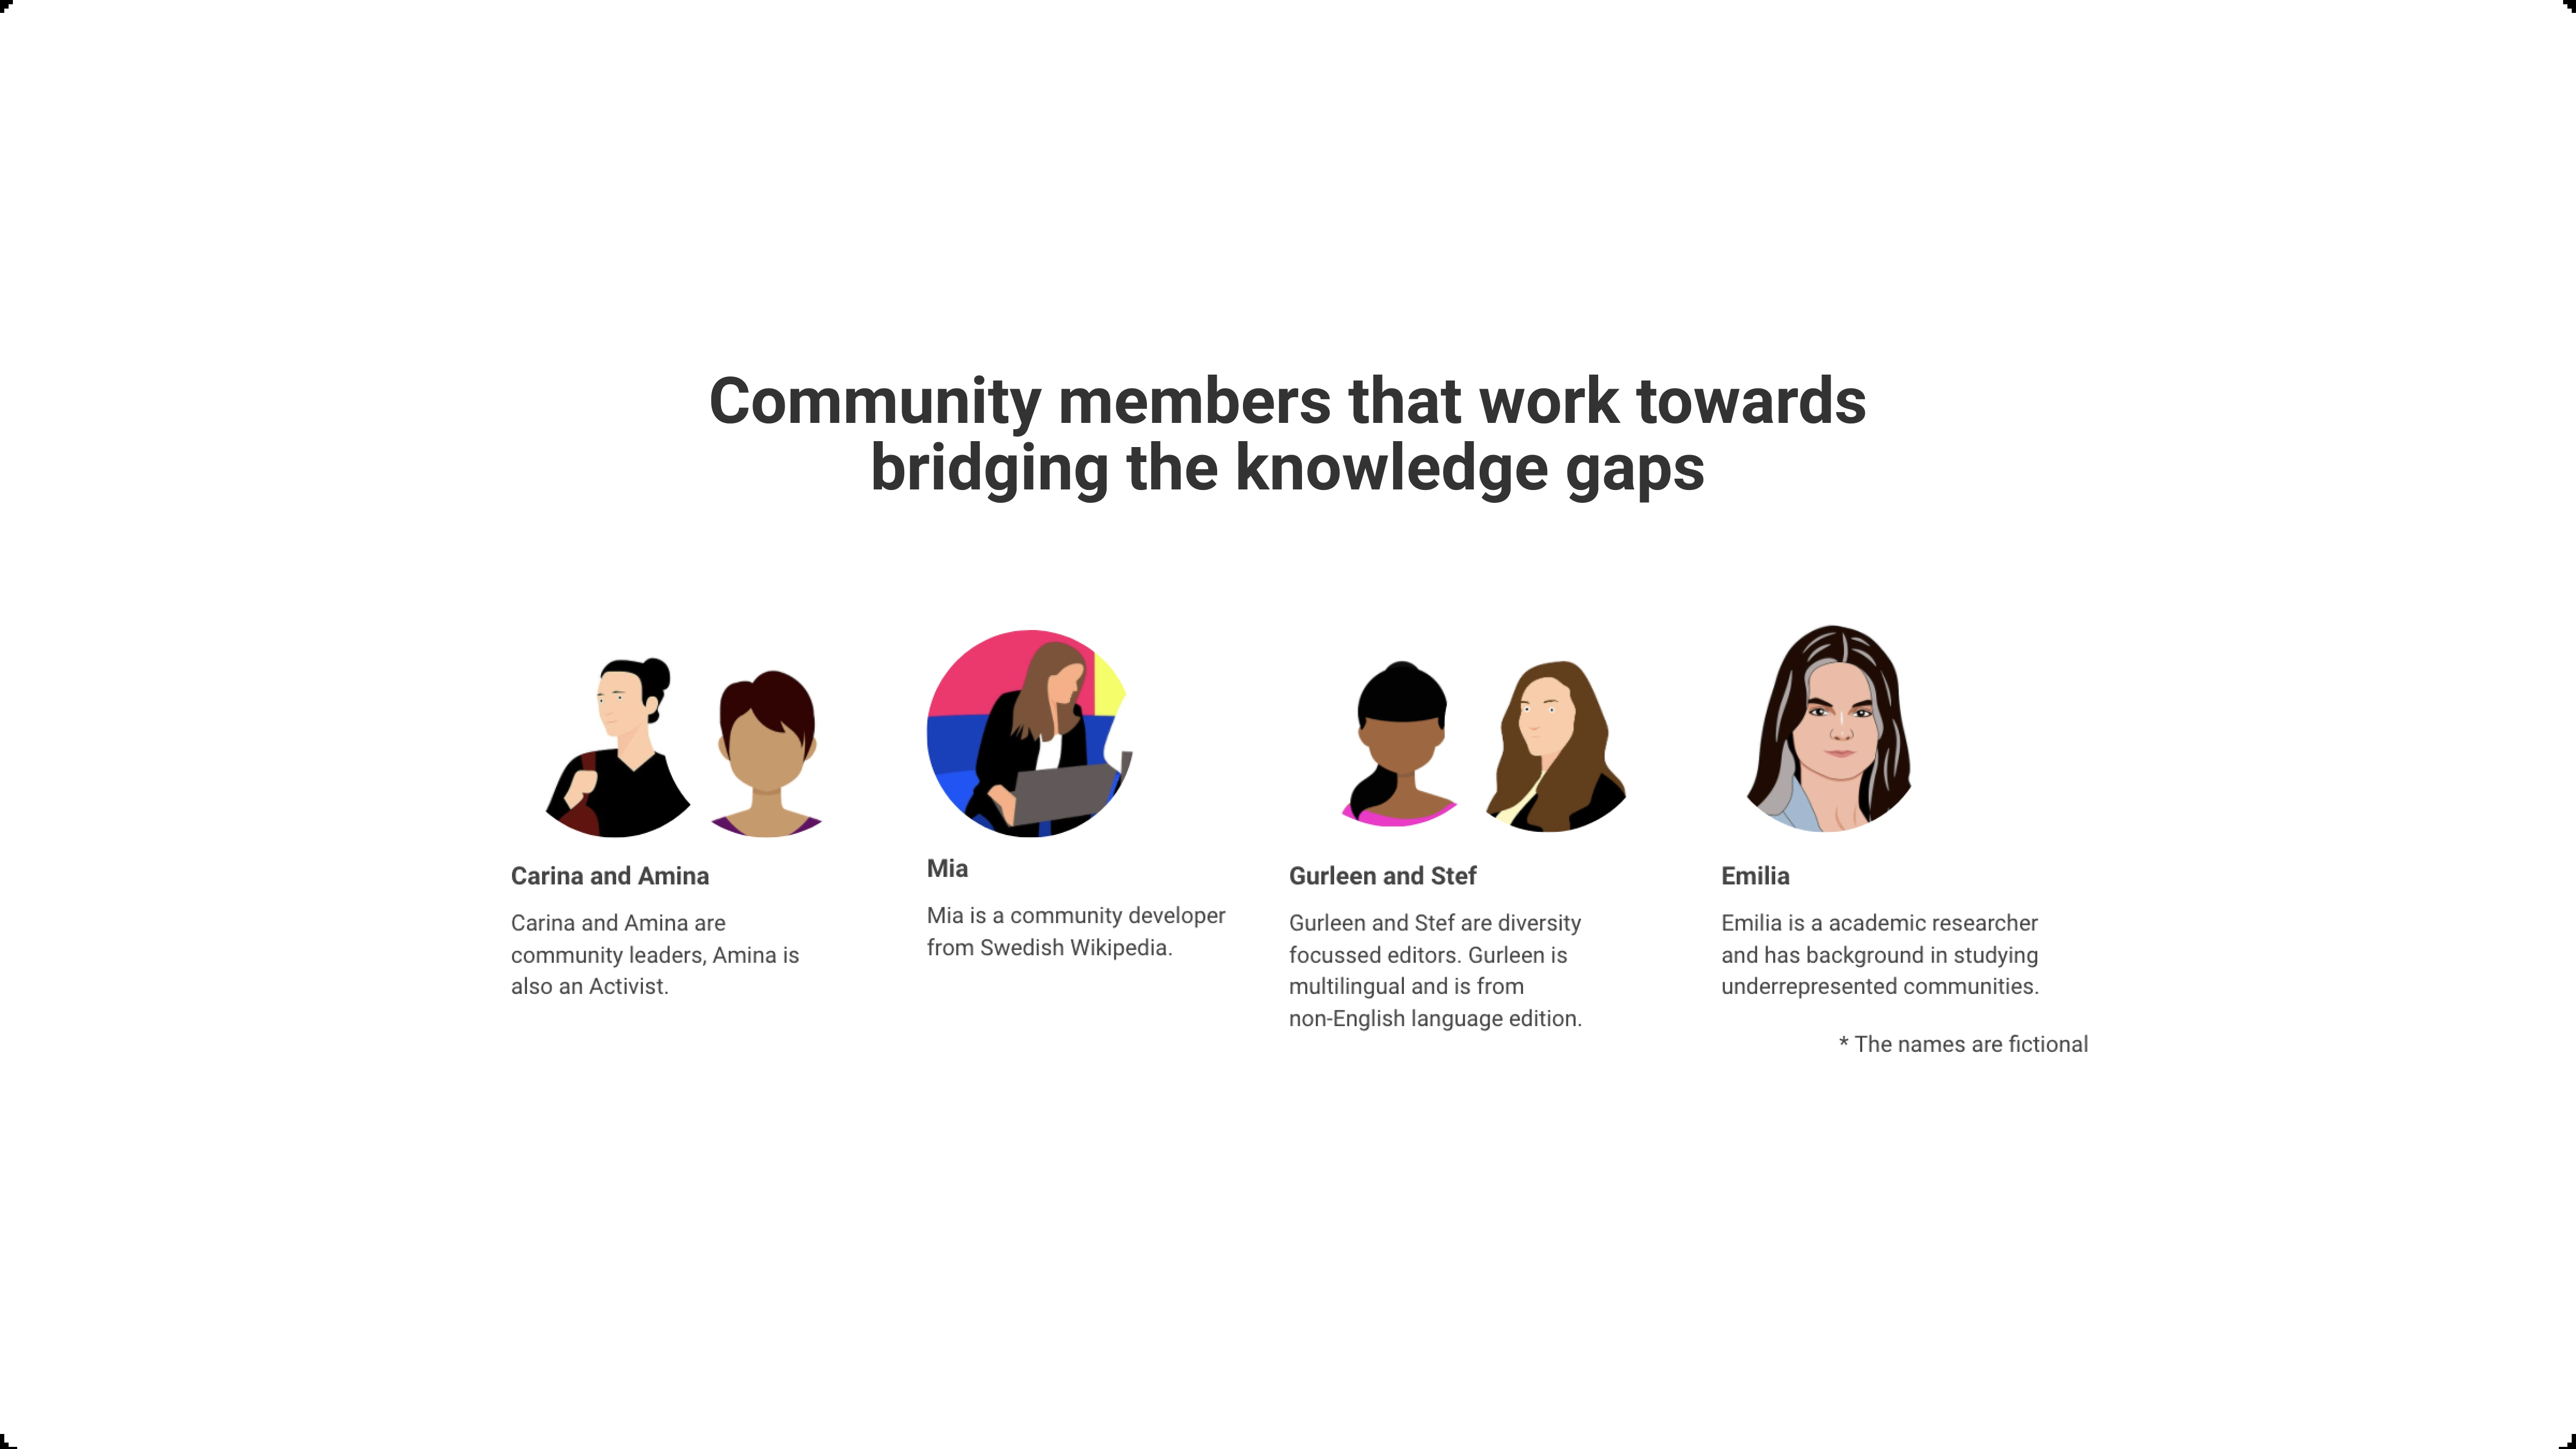 Community members that work towards
bridging the knowledge gaps
Carina and Amina
Carina and Amina are
community leaders, Amina is
also an Activist.
Mia
Mia is a community developer
from Swedish Wikipedia.
Gurleen and Stef
Gurleen and Stef are diversity
focussed editors. Gurleen is
multilingual and is from
non-English language edition.
Emilia
Emilia is a academic researcher
and has background in studying
underrepresented communities.
* The names are fictional